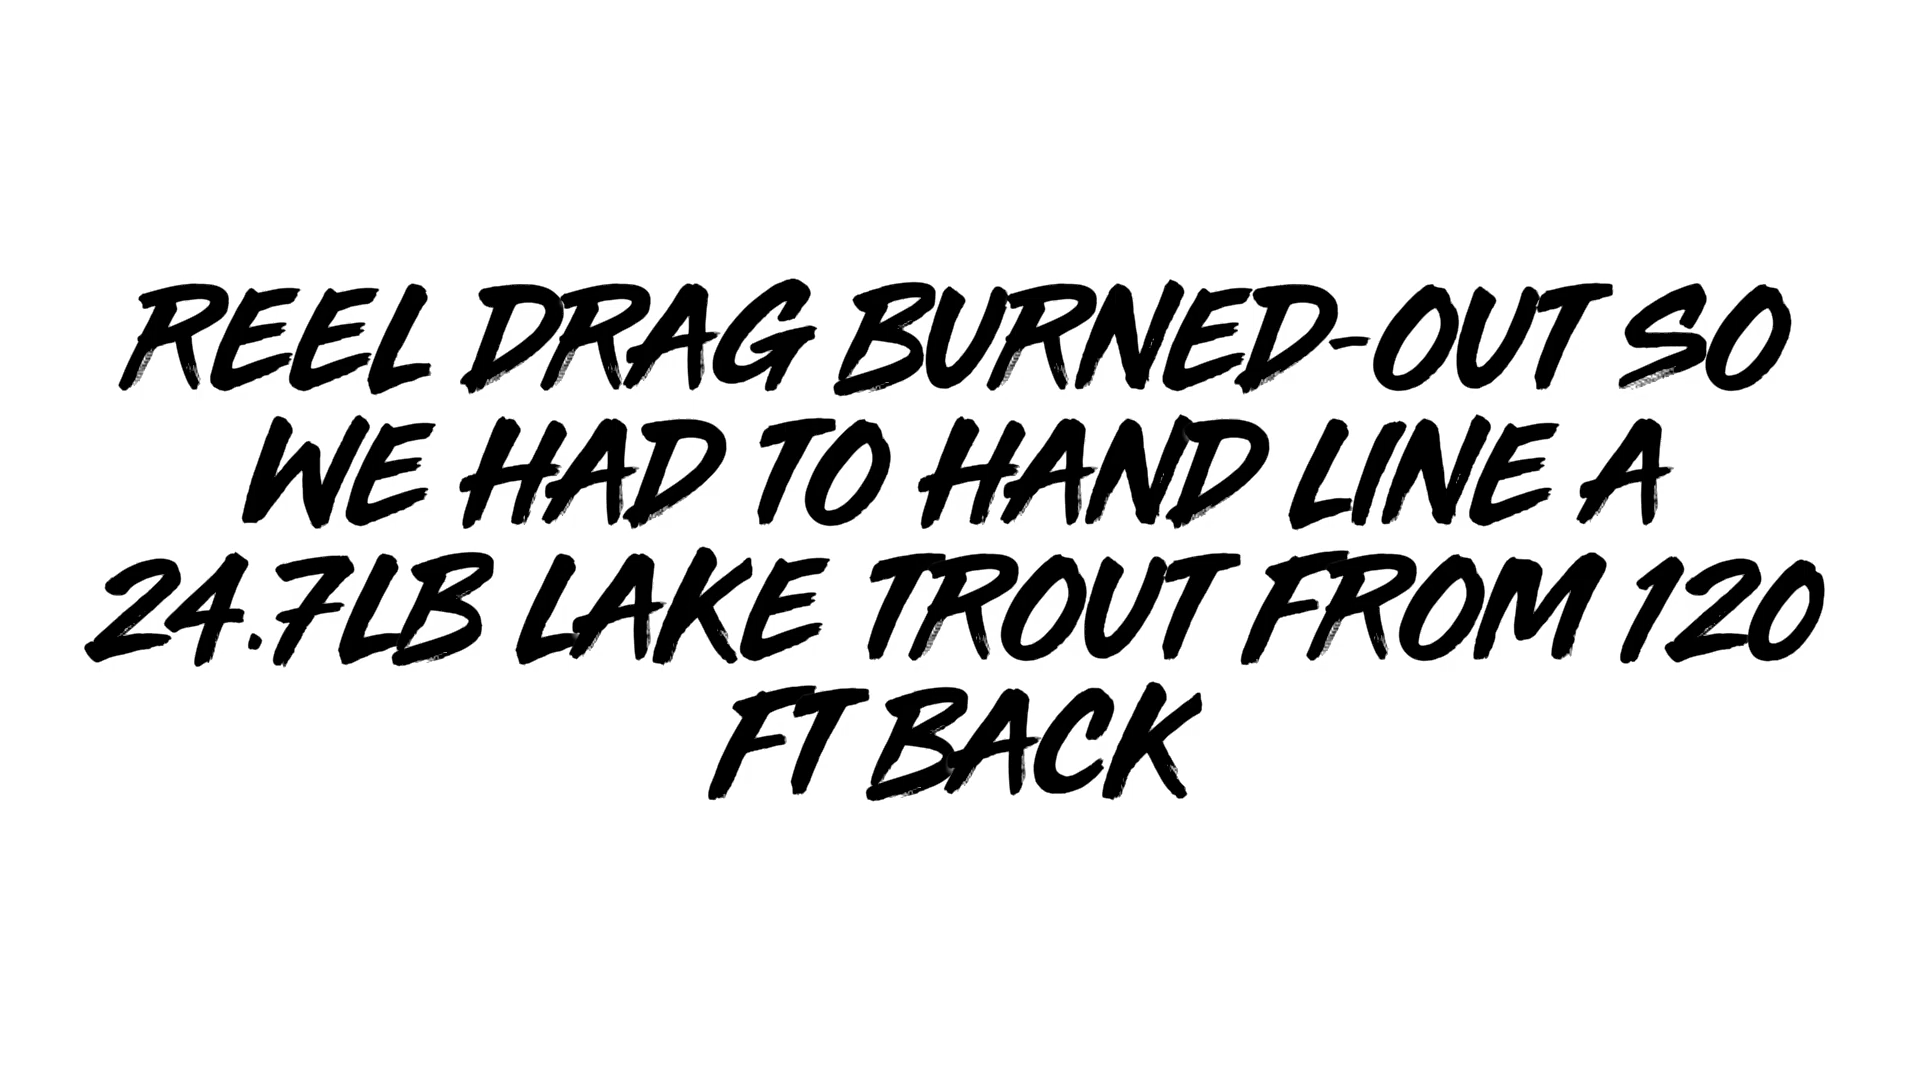 REEL DRAG BURNED-OUT SO
WE HAD TO HAND LINE A
24.7LB LAKE TROUT FROM 120
FT BACK